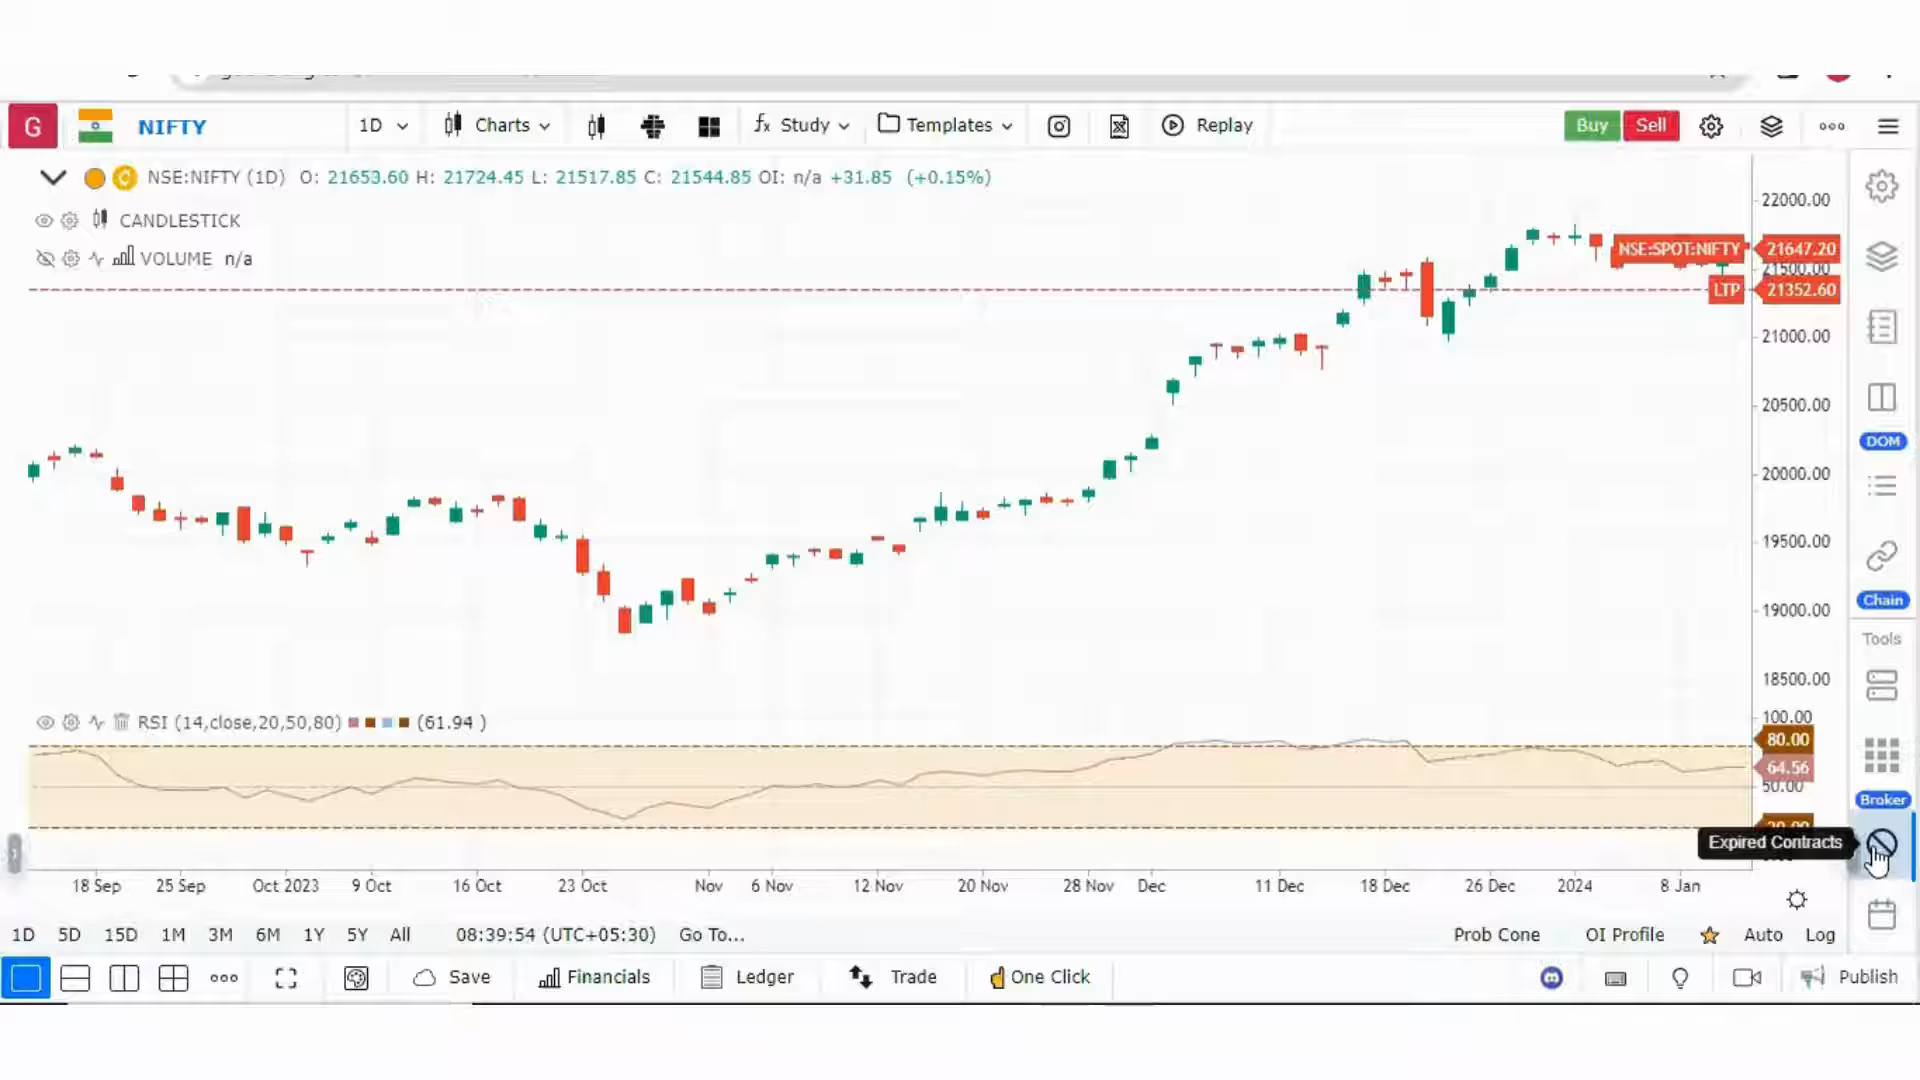 G NIFTY 1D Charts Study Templates Replay Buy Sell
NSE:NIFTY (1D) O: 21653.60 H: 21724.45 L: 21517.85 C: 21544.85 OI: n/a +31.85 (+0.15%)
CANDLESTICK
VOLUME n/a
22000.00
NSE:SPOT:NIFTY 21647.20
21500.00
LTP 21352.60
21000.00
20500.00
20000.00
19500.00
19000.00
18500.00
DOM
Chain
Tools
RSI (14,close,20,50,80) (61.94 )
100.00
80.00
64.56
50.00
Broker
Expired Contracts
18 Sep 25 Sep Oct 2023 9 Oct 16 Oct 23 Oct Nov 6 Nov 12 Nov 20 Nov 28 Nov Dec 11 Dec 18 Dec 26 Dec 2024 8 Jan
1D 5D 15D 1M 3M 6M 1Y 5Y All 08:39:54 (UTC+05:30) Go To... Prob Cone OI Profile Auto Log
Save Financials Ledger Trade One Click Publish